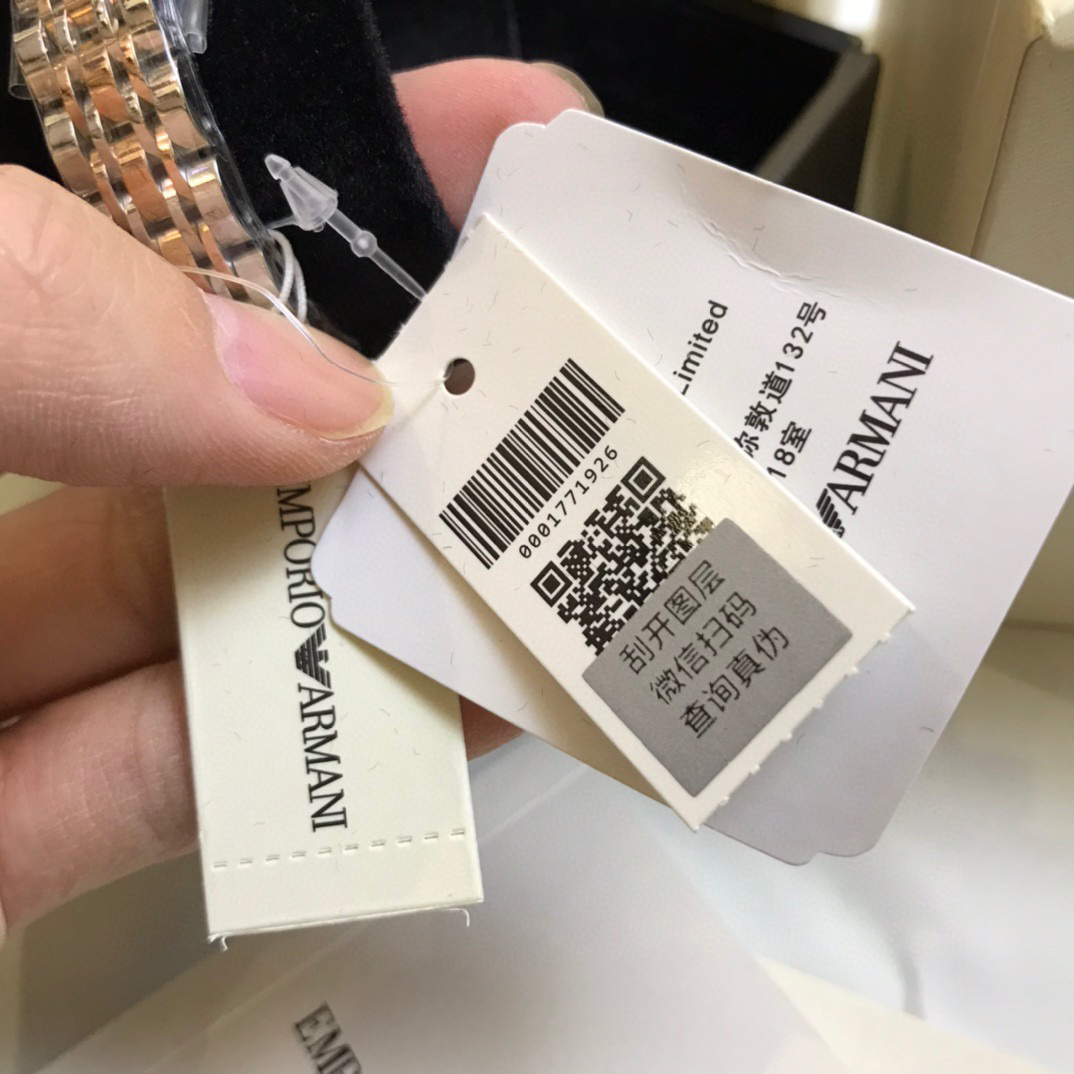 0001771926
刮开图层
微信扫码
查询真伪
Limited
敦道132号
18室
ARMANI
EMPORIO ARMANI